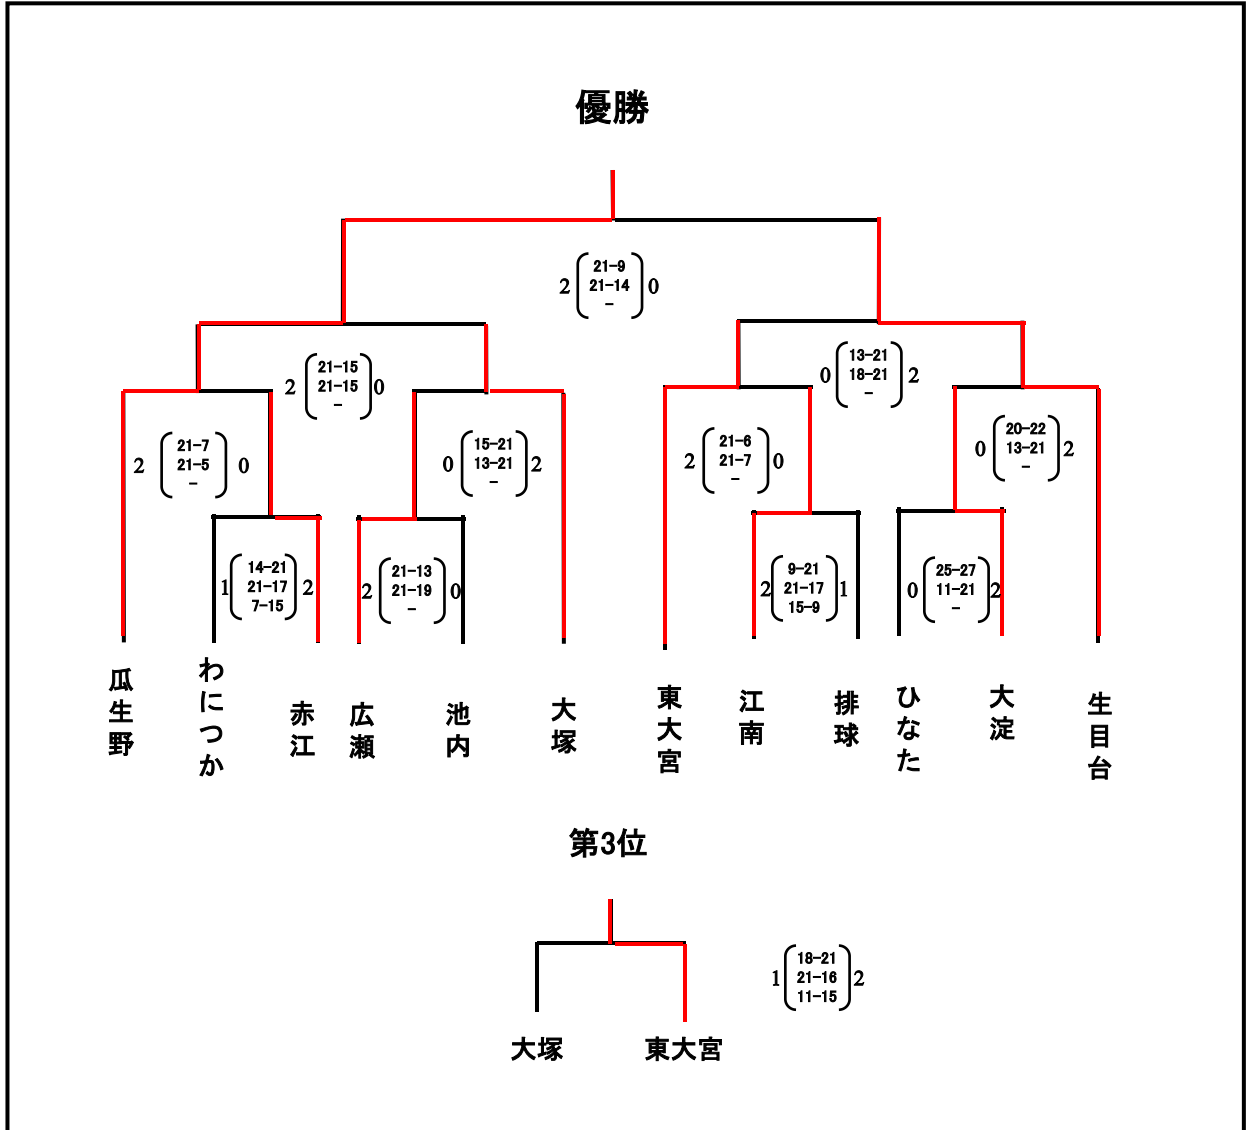 優勝
21-9
2 21-14 0
-
21-15
2 21-15 0
-
13-21
0 18-21 2
-
21-7
2 21-5 0
-
15-21
0 13-21 2
-
21-6
2 21-7 0
-
20-22
0 13-21 2
-
14-21
1 21-17 2
7-15
21-13
2 21-19 0
-
9-21
2 21-17 1
15-9
25-27
0 11-21 2
-
瓜生野
わにつか
赤江
広瀬
池内
大塚
東大宮
江南
排球
ひなた
大淀
生目台
第3位
18-21
1 21-16 2
11-15
大塚
東大宮